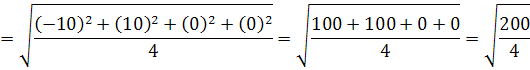 = √((−10)² + (10)² + (0)² + (0)² / 4) = √(100 + 100 + 0 + 0 / 4) = √(200 / 4)